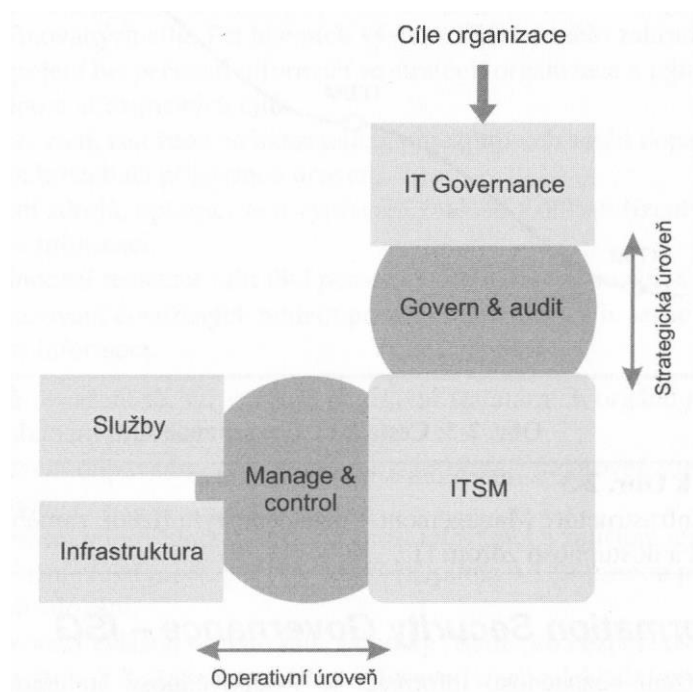 Cíle organizace
IT Governance
Govern & audit
Strategická úroveň
Služby
Manage &
control
ITSM
Infrastruktura
Operativní úroveň